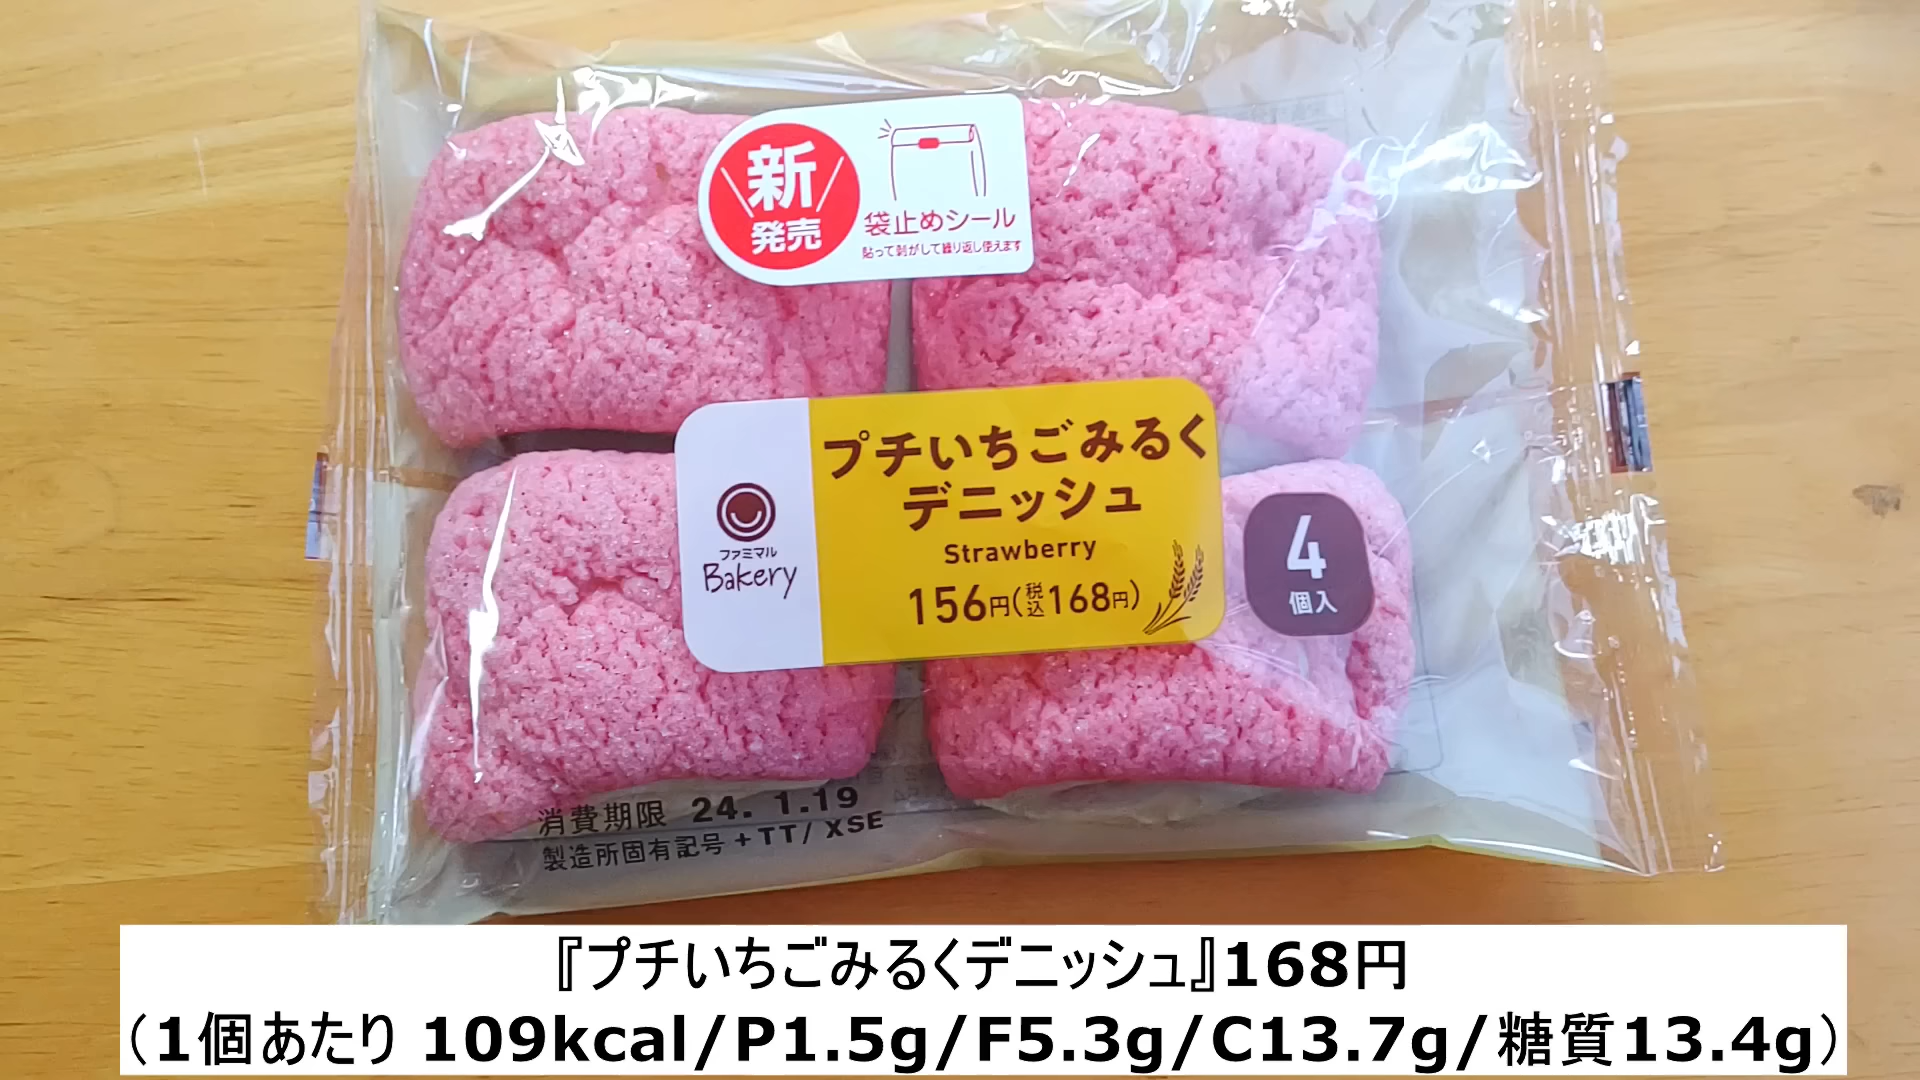 新
発売
袋止めシール
貼って剥がして繰り返し使えます
プチいちごみるく
デニッシュ
Strawberry
156円(税込168円)
ファミマル
Bakery
4
個入
消費期限 24. 1.19
製造所固有記号 +TT/ XSE
『プチいちごみるくデニッシュ』168円
（1個あたり 109kcal/P1.5g/F5.3g/C13.7g/糖質13.4g）